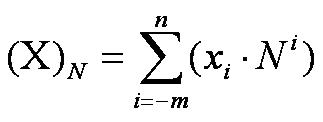 (X)_N = \sum_{i=-m}^{n} (x_i \cdot N^i)